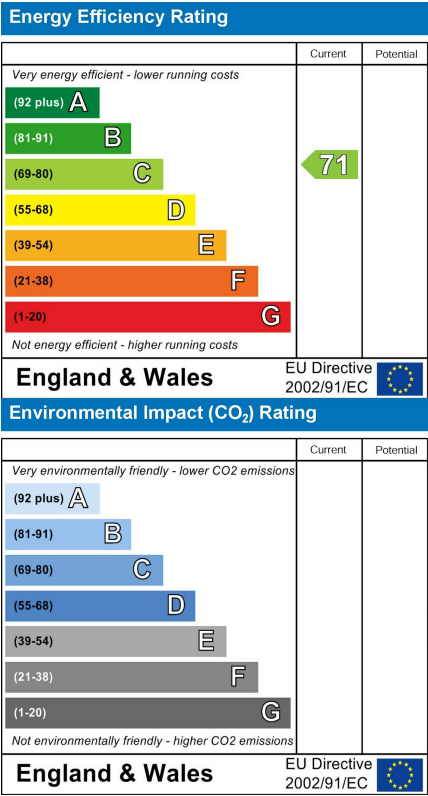 Energy Efficiency Rating
Current Potential
Very energy efficient - lower running costs
(92 plus) A
(81-91) B
(69-80) C
71
(55-68) D
(39-54) E
(21-38) F
(1-20) G
Not energy efficient - higher running costs
England & Wales
EU Directive
2002/91/EC
Environmental Impact (CO₂) Rating
Current Potential
Very environmentally friendly - lower CO2 emissions
(92 plus) A
(81-91) B
(69-80) C
(55-68) D
(39-54) E
(21-38) F
(1-20) G
Not environmentally friendly - higher CO2 emissions
England & Wales
EU Directive
2002/91/EC